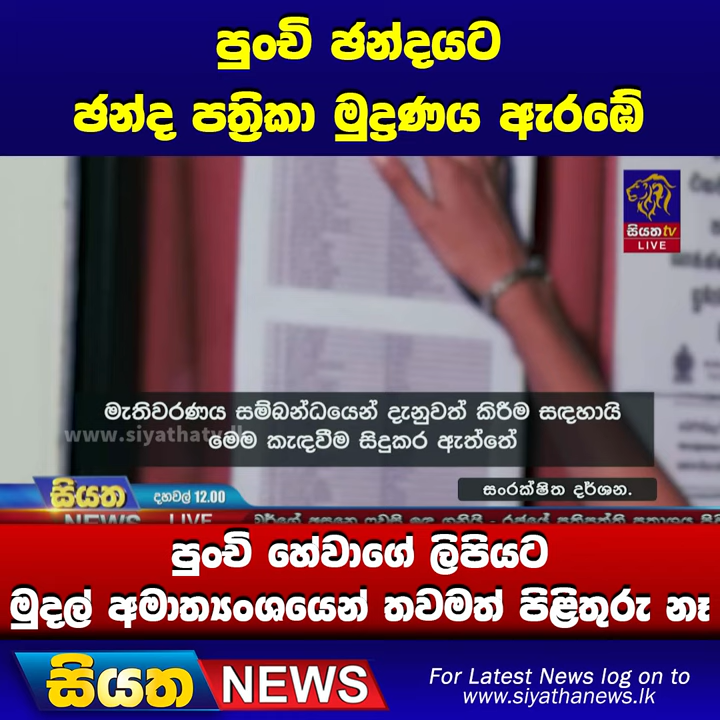 පුංචි ඡන්දයට
ඡන්ද පත්‍රිකා මුද්‍රණය ඇරඹේ
සියත tv
LIVE
මැතිවරණය සම්බන්ධයෙන් දැනුවත් කිරීම සඳහායි
www.siyathatv.lk
මෙම කැඳවීම සිදුකර ඇත්තේ
සංරක්ෂිත දර්ශන.
සියත දහවල් 12.00
NEWS LIVE
පුංචි හේවාගේ ලිපියට
මුදල් අමාත්‍යංශයෙන් තවමත් පිළිතුරු නෑ
සියත NEWS
For Latest News log on to
www.siyathanews.lk